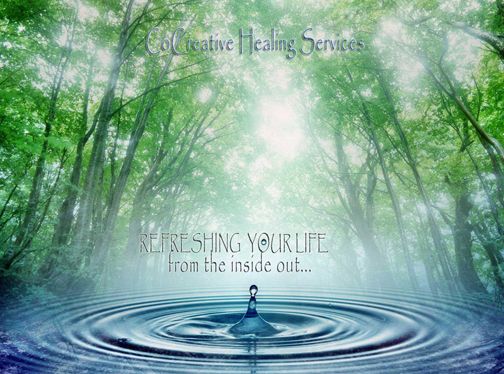 CoCreative Healing Services
REFRESHING YOUR LIFE
from the inside out...